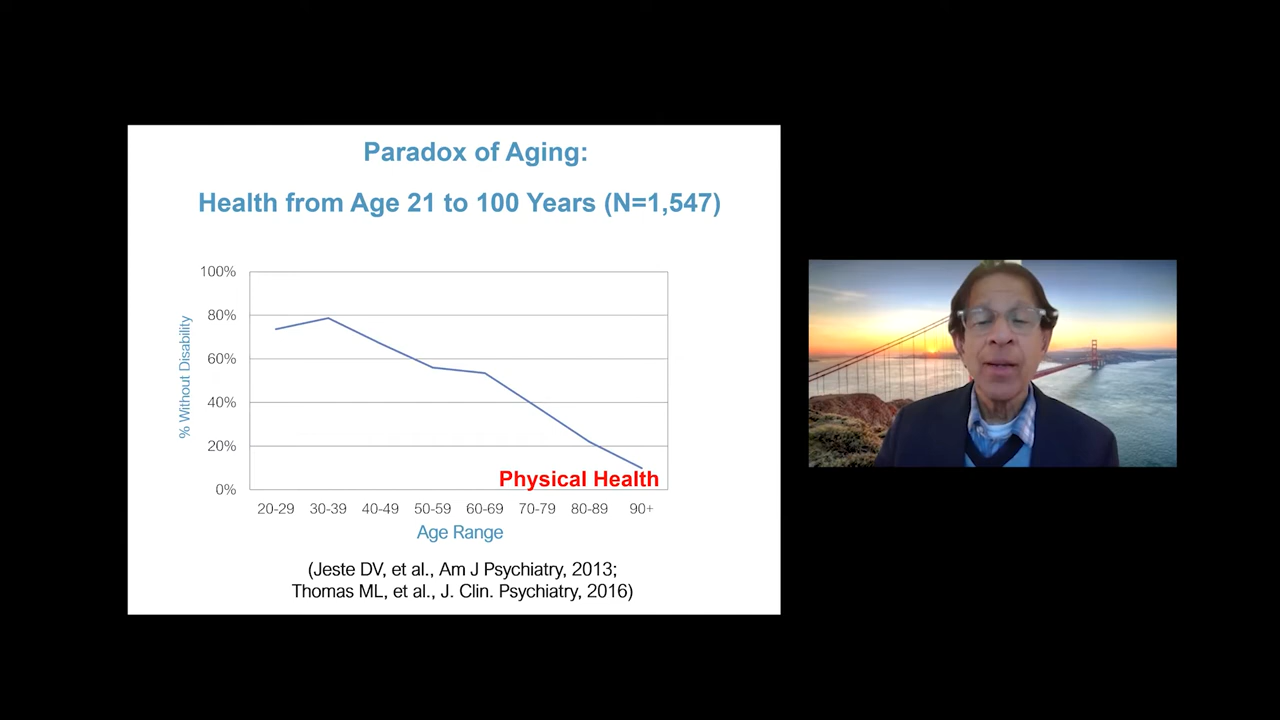 Paradox of Aging:
Health from Age 21 to 100 Years (N=1,547)
% Without Disability
100%
80%
60%
40%
20%
0%
Physical Health
20-29 30-39 40-49 50-59 60-69 70-79 80-89 90+
Age Range
(Jeste DV, et al., Am J Psychiatry, 2013;
Thomas ML, et al., J. Clin. Psychiatry, 2016)